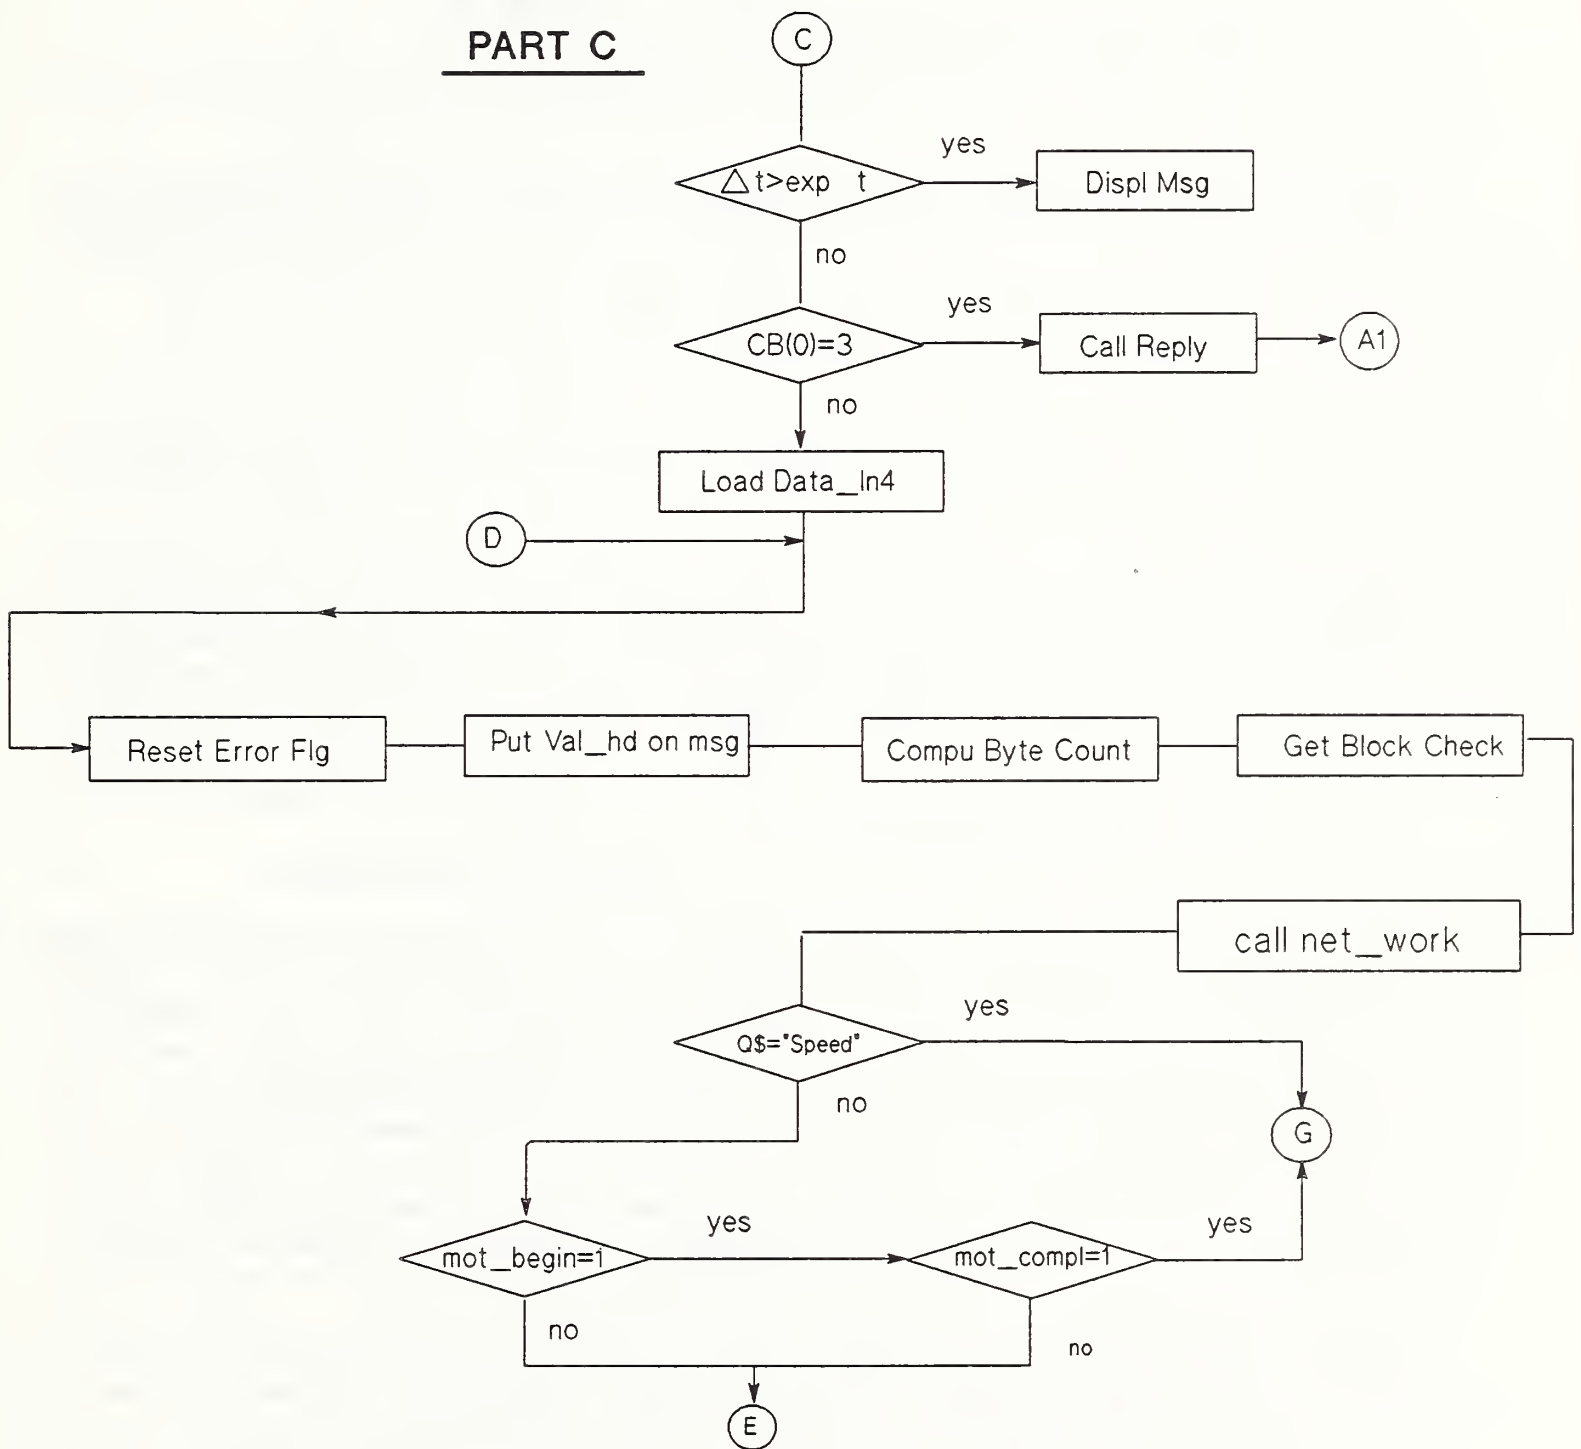 PART C
C
△ t>exp t
yes
Displ Msg
no
CB(0)=3
yes
Call Reply
A1
no
Load Data_In4
D
Reset Error Flg
Put Val_hd on msg
Compu Byte Count
Get Block Check
call net_work
Q$="Speed"
yes
no
G
mot_begin=1
yes
mot_compl=1
yes
no
no
E